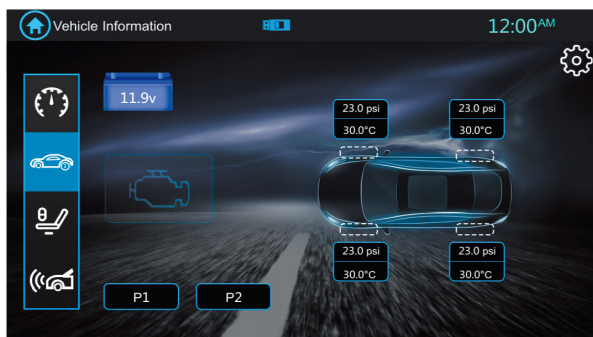 Vehicle Information
12:00AM
11.9v
23.0 psi
30.0°C
23.0 psi
30.0°C
23.0 psi
30.0°C
23.0 psi
30.0°C
P1
P2